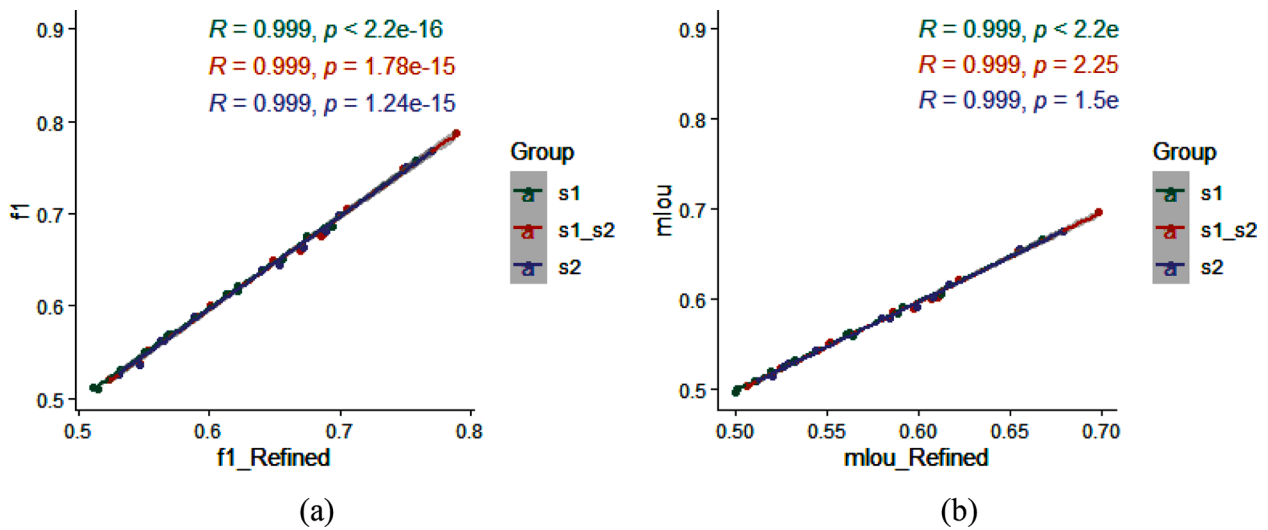 R = 0.999, p < 2.2e-16
R = 0.999, p = 1.78e-15
R = 0.999, p = 1.24e-15
0.9
0.8
0.7
0.6
0.5
f1
0.5 0.6 0.7 0.8
f1_Refined
Group
a s1
a s1_s2
a s2
(a)
R = 0.999, p < 2.2e
R = 0.999, p = 2.25
R = 0.999, p = 1.5e
0.9
0.8
0.7
0.6
0.5
mIou
0.50 0.55 0.60 0.65 0.70
mIou_Refined
Group
a s1
a s1_s2
a s2
(b)